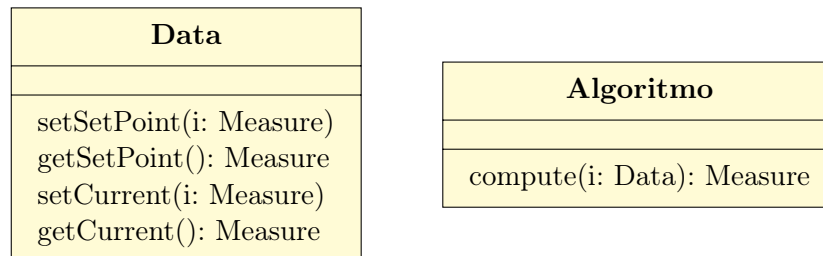 Data
setSetPoint(i: Measure)
getSetPoint(): Measure
setCurrent(i: Measure)
getCurrent(): Measure
Algoritmo
compute(i: Data): Measure